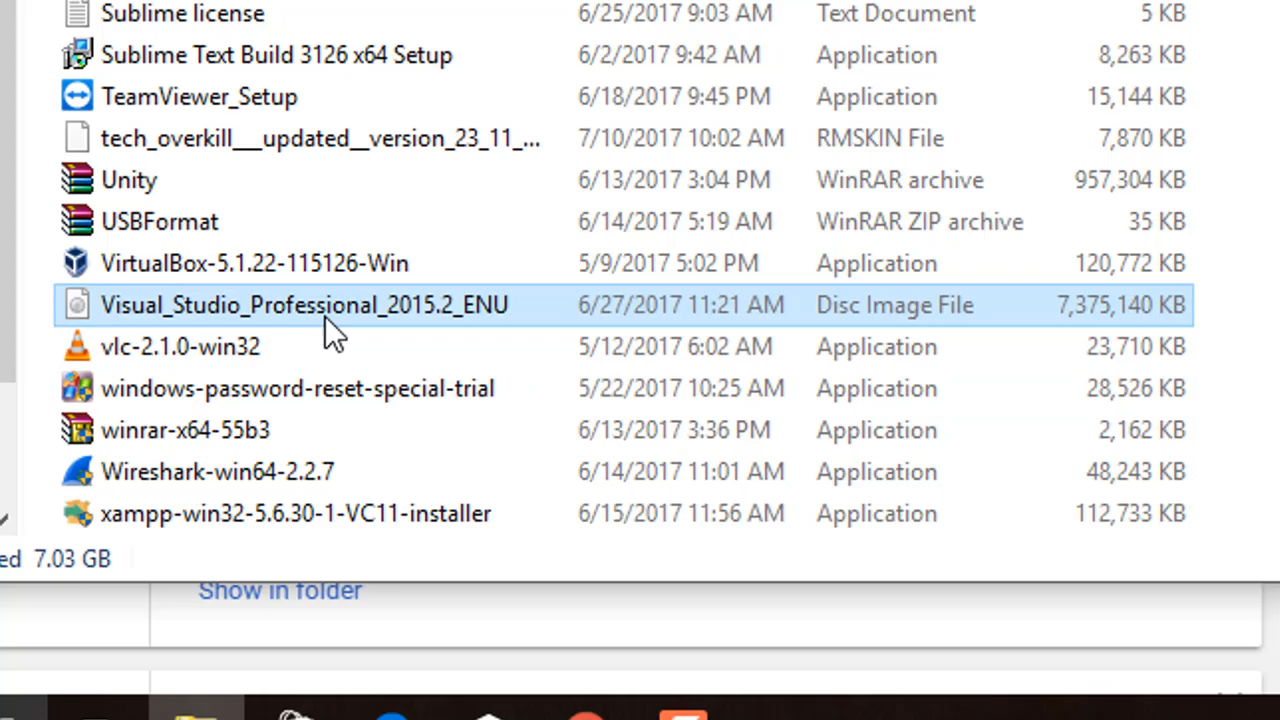 Sublime license 6/25/2017 9:03 AM Text Document 5 KB
Sublime Text Build 3126 x64 Setup 6/2/2017 9:42 AM Application 8,263 KB
TeamViewer_Setup 6/18/2017 9:45 PM Application 15,144 KB
tech_overkill__updated__version_23_11_... 7/10/2017 10:02 AM RMSKIN File 7,870 KB
Unity 6/13/2017 3:04 PM WinRAR archive 957,304 KB
USBFormat 6/14/2017 5:19 AM WinRAR ZIP archive 35 KB
VirtualBox-5.1.22-115126-Win 5/9/2017 5:02 PM Application 120,772 KB
Visual_Studio_Professional_2015.2_ENU 6/27/2017 11:21 AM Disc Image File 7,375,140 KB
vlc-2.1.0-win32 5/12/2017 6:02 AM Application 23,710 KB
windows-password-reset-special-trial 5/22/2017 10:25 AM Application 28,526 KB
winrar-x64-55b3 6/13/2017 3:36 PM Application 2,162 KB
Wireshark-win64-2.2.7 6/14/2017 11:01 AM Application 48,243 KB
xampp-win32-5.6.30-1-VC11-installer 6/15/2017 11:56 AM Application 112,733 KB
ed 7.03 GB
Show in folder